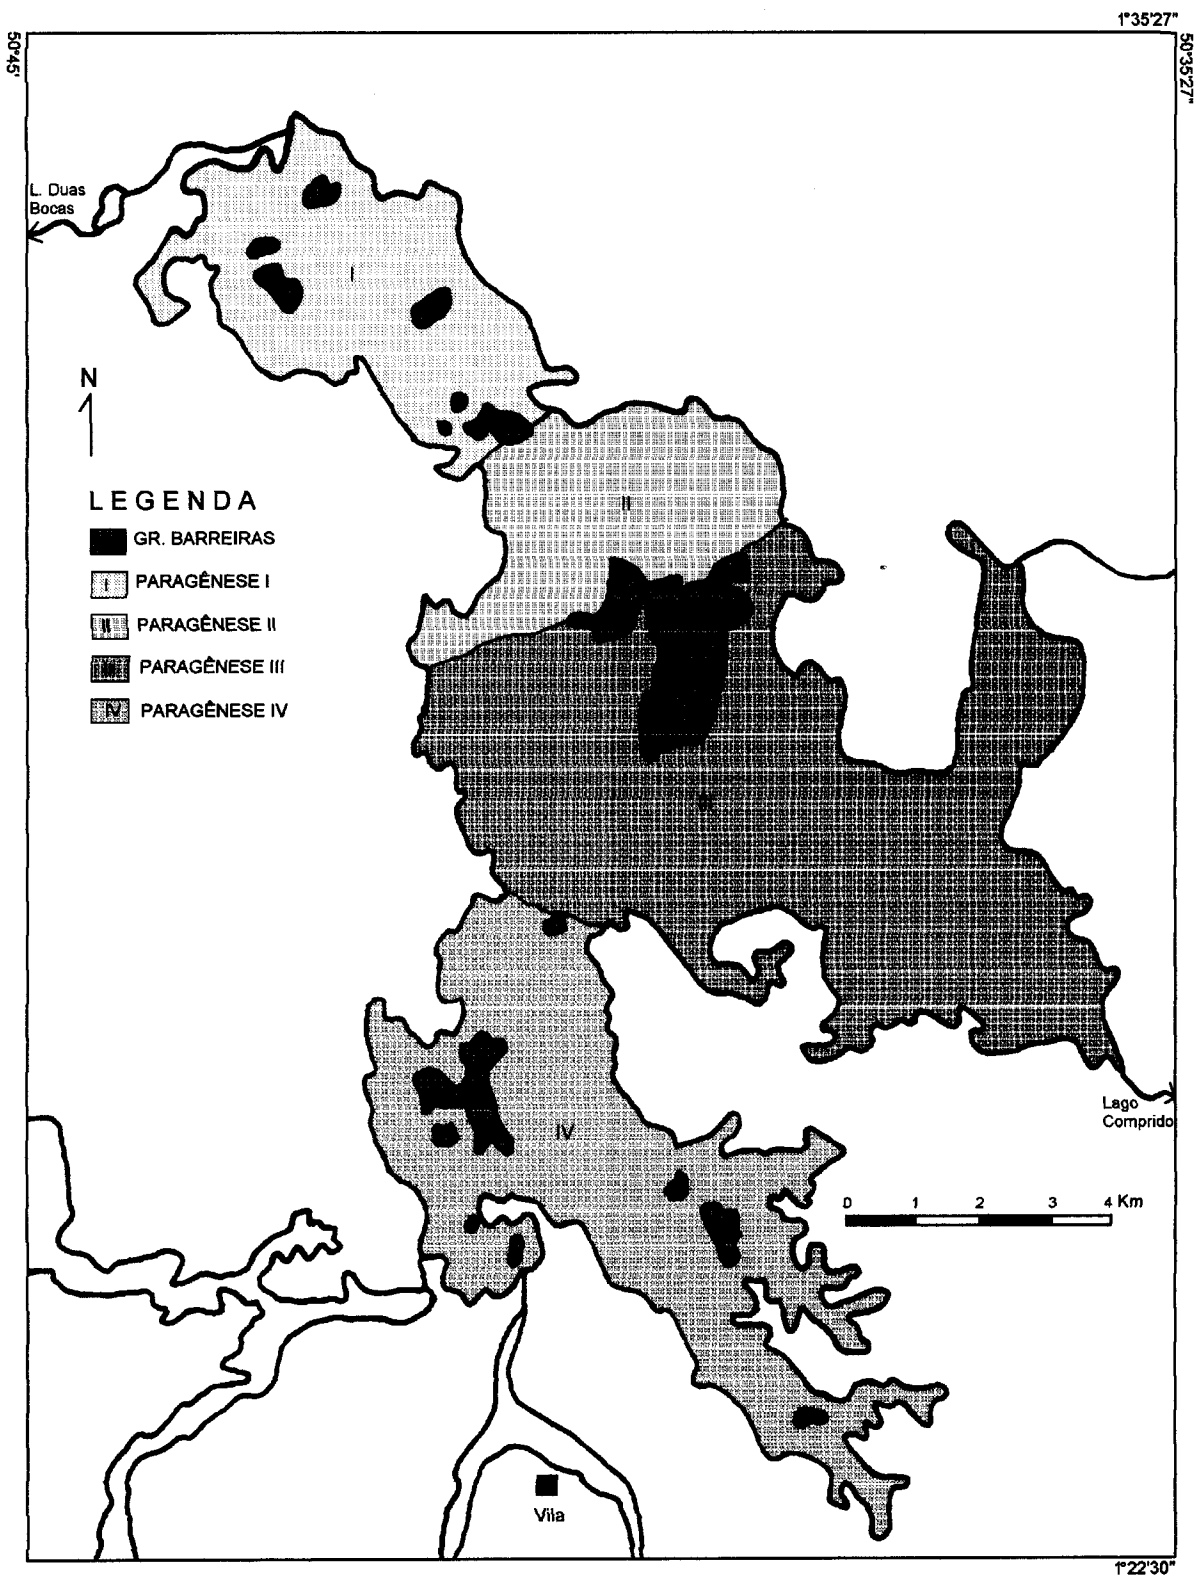 1°35'27"
50°45'
50°35'27"
L. Duas
Bocas
I
N
LEGENDA
GR. BARREIRAS
I PARAGÊNESE I
II PARAGÊNESE II
PARAGÊNESE III
IV PARAGÊNESE IV
II
III
Lago
Comprido
IV
0 1 2 3 4 Km
Vila
1°22'30"